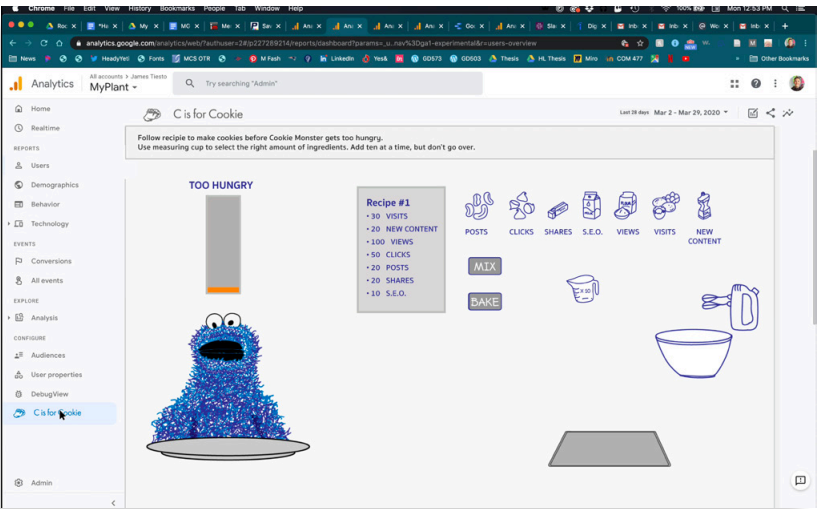 Chrome File Edit View History Bookmarks People Tab Window Help
100% Mon 12:53 PM
analytics.google.com/analytics/web/?authuser=2#/p227289214/reports/dashboard?params=_u..nav%3Dga1-experimental&r=users-overview
News HeadyYeti Fonts MCS OTR M Fash LinkedIn Yes& GD573 GD503 Thesis HL Thesis Miro COM 477 Other Bookmarks
Analytics
All accounts > James Tiesto
MyPlant
Try searching "Admin"
Home
Realtime
REPORTS
Users
Demographics
Behavior
Technology
EVENTS
Conversions
All events
EXPLORE
Analysis
CONFIGURE
Audiences
User properties
DebugView
C is for Cookie
Admin
C is for Cookie
Last 28 days Mar 2 - Mar 29, 2020
Follow recipie to make cookies before Cookie Monster gets too hungry.
Use measuring cup to select the right amount of ingredients. Add ten at a time, but don't go over.
TOO HUNGRY
Recipe #1
• 30 VISITS
• 20 NEW CONTENT
• 100 VIEWS
• 50 CLICKS
• 20 POSTS
• 20 SHARES
• 10 S.E.O.
POSTS CLICKS SHARES S.E.O. VIEWS VISITS NEW CONTENT
MIX
X 10
BAKE